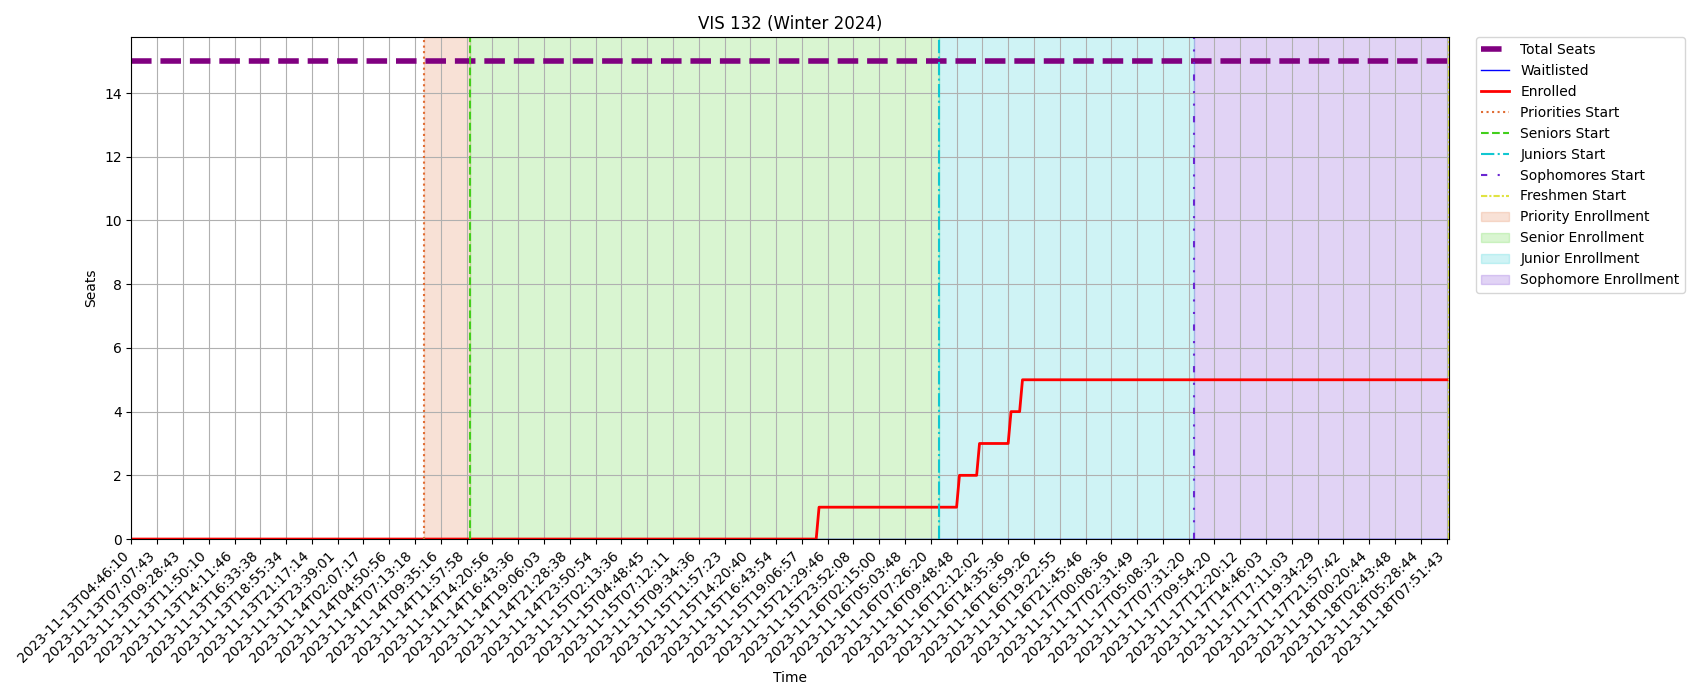 VIS 132 (Winter 2024)
Total Seats
Waitlisted
Enrolled
Priorities Start
Seniors Start
Juniors Start
Sophomores Start
Freshmen Start
Priority Enrollment
Senior Enrollment
Junior Enrollment
Sophomore Enrollment
Seats
14
12
10
8
6
4
2
0
2023-11-13T04:46:10
2023-11-13T07:07:43
2023-11-13T09:28:43
2023-11-13T11:50:10
2023-11-13T14:11:46
2023-11-13T16:33:38
2023-11-13T18:55:34
2023-11-13T21:17:14
2023-11-13T23:39:01
2023-11-14T02:07:17
2023-11-14T04:50:56
2023-11-14T07:13:18
2023-11-14T09:35:16
2023-11-14T11:57:58
2023-11-14T14:20:56
2023-11-14T16:43:36
2023-11-14T19:06:03
2023-11-14T21:28:38
2023-11-14T23:50:54
2023-11-15T02:13:36
2023-11-15T04:48:45
2023-11-15T07:12:11
2023-11-15T09:34:36
2023-11-15T11:57:23
2023-11-15T14:20:40
2023-11-15T16:43:54
2023-11-15T19:06:57
2023-11-15T21:29:46
2023-11-15T23:52:08
2023-11-16T02:15:00
2023-11-16T05:03:48
2023-11-16T07:26:20
2023-11-16T09:48:48
2023-11-16T12:12:02
2023-11-16T14:35:36
2023-11-16T16:59:26
2023-11-16T19:22:55
2023-11-16T21:45:46
2023-11-17T00:08:36
2023-11-17T02:31:49
2023-11-17T05:08:32
2023-11-17T07:31:20
2023-11-17T09:54:20
2023-11-17T12:20:12
2023-11-17T14:46:03
2023-11-17T17:11:03
2023-11-17T19:34:29
2023-11-17T21:57:42
2023-11-18T00:20:44
2023-11-18T02:43:48
2023-11-18T05:28:44
2023-11-18T07:51:43
Time